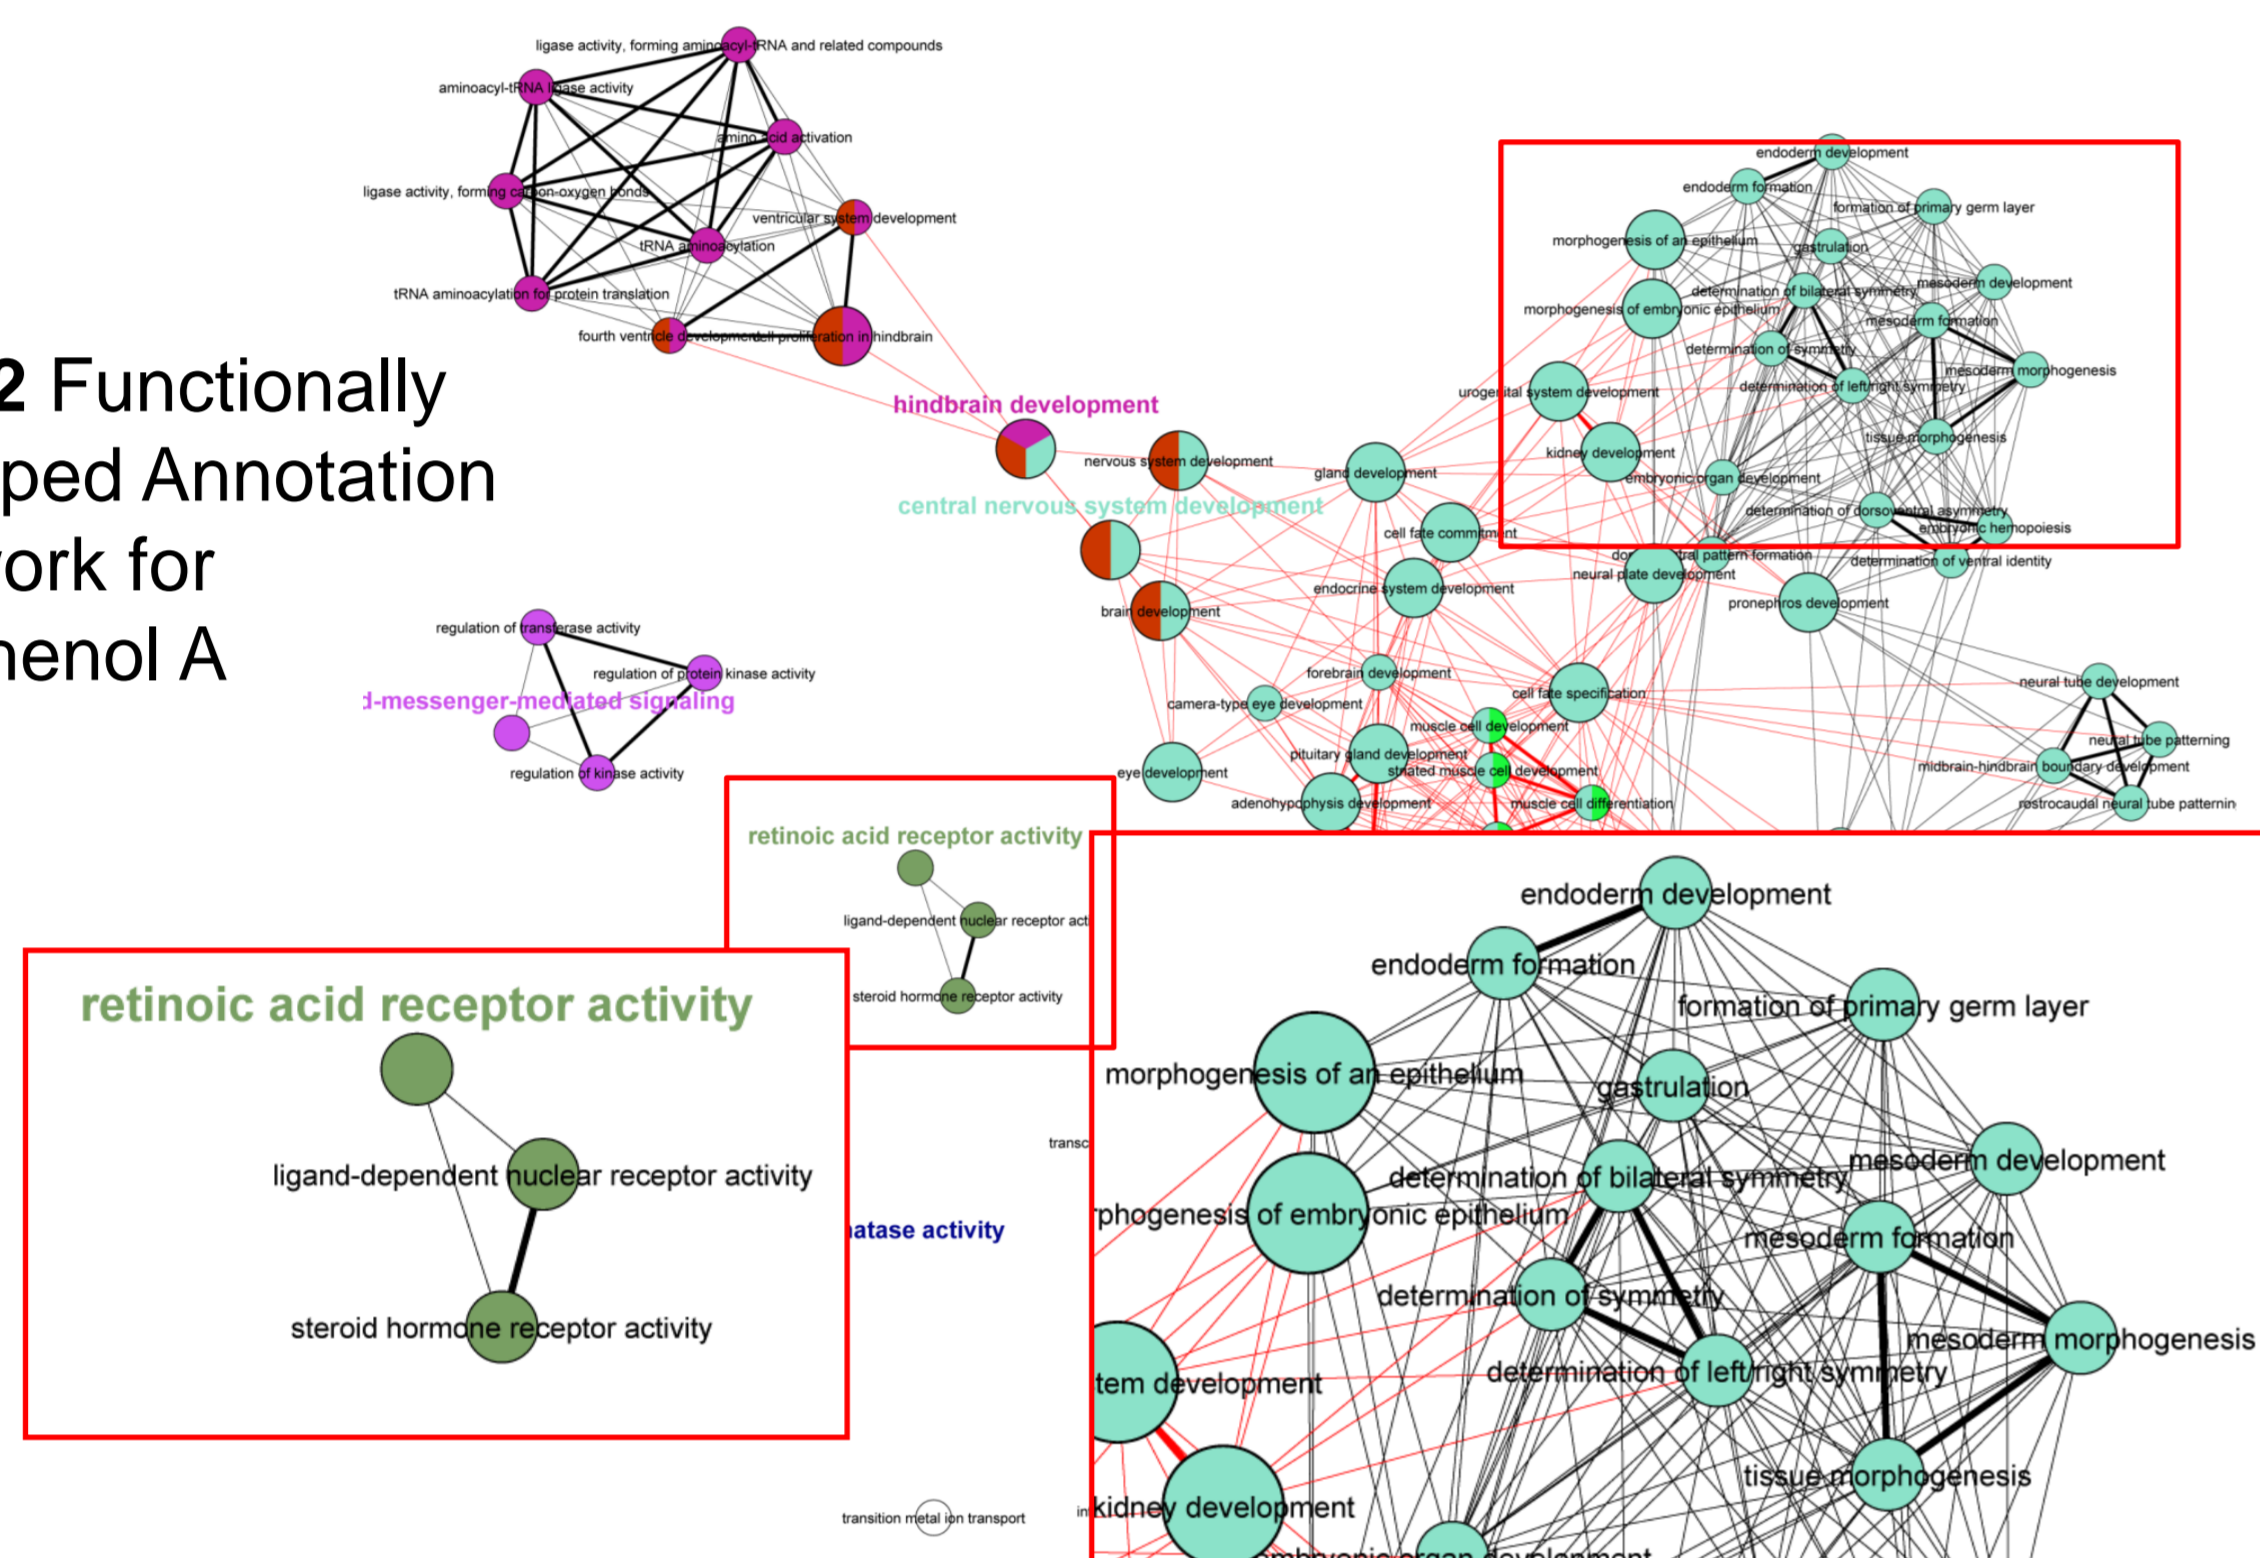 ligase activity, forming aminoacyl-tRNA and related compounds
aminoacyl-tRNA ligase activity
amino acid activation
ligase activity, forming carbon-oxygen bonds
ventricular system development
tRNA aminoacylation
tRNA aminoacylation for protein translation
fourth ventricle development
cell proliferation in hindbrain
2 Functionally
ped Annotation
ork for
nenol A
hindbrain development
nervous system development
central nervous system development
brain development
gland development
cell fate commitment
endocrine system development
forebrain development
camera-type eye development
cell fate specification
muscle cell development
pituitary gland development
striated muscle cell development
eye development
adenohypophysis development
muscle cell differentiation
endoderm development
endoderm formation
formation of primary germ layer
morphogenesis of an epithelium
gastrulation
mesoderm development
determination of bilateral symmetry
morphogenesis of embryonic epithelium
mesoderm formation
determination of symmetry
mesoderm morphogenesis
determination of left/right symmetry
urogenital system development
tissue morphogenesis
kidney development
embryonic organ development
determination of dorsoventral asymmetry
embryonic hemopoiesis
pattern formation
determination of ventral identity
neural plate development
pronephros development
neural tube development
neural tube patterning
midbrain-hindbrain boundary development
rostrocaudal neural tube patternin
regulation of transferase activity
regulation of protein kinase activity
d-messenger-mediated signaling
regulation of kinase activity
retinoic acid receptor activity
ligand-dependent nuclear receptor act
steroid hormone receptor activity
retinoic acid receptor activity
ligand-dependent nuclear receptor activity
steroid hormone receptor activity
transc
natase activity
transition metal ion transport
in
endoderm development
endoderm formation
formation of primary germ layer
morphogenesis of an epithelium
gastrulation
mesoderm development
determination of bilateral symmetry
rphogenesis of embryonic epithelium
mesoderm formation
determination of symmetry
mesoderm morphogenesis
determination of left/right symmetry
tem development
tissue morphogenesis
kidney development
embryonic organ development